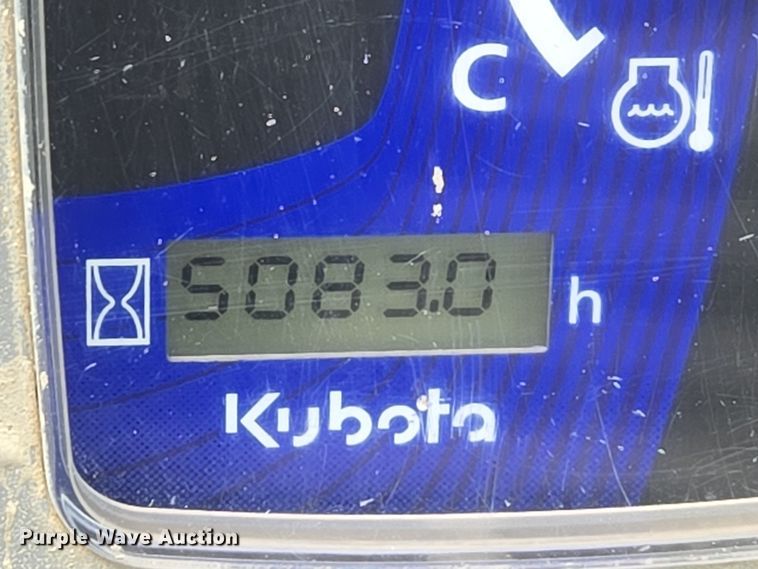 C
5083.0 h
Kubota
Purple Wave Auction